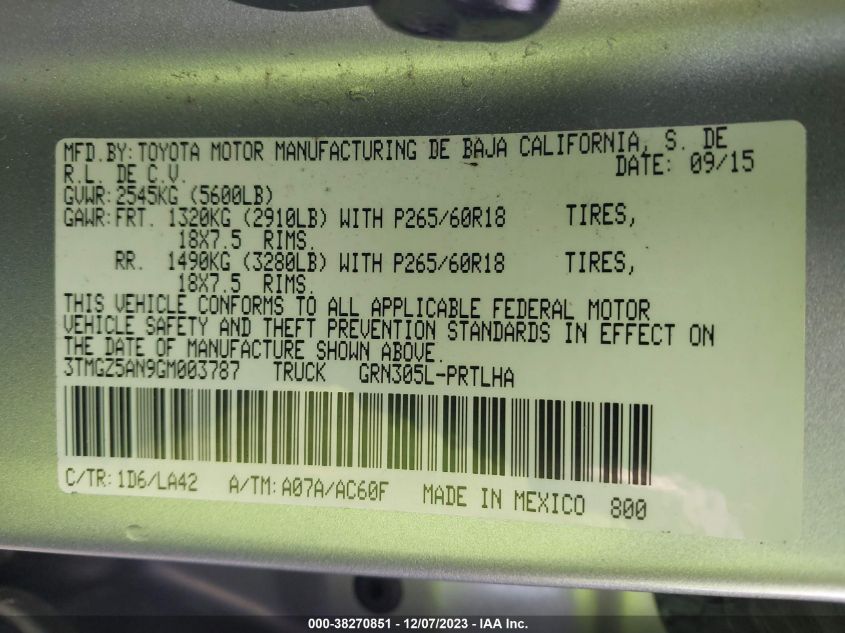 MFD.BY:TOYOTA MOTOR MANUFACTURING DE BAJA CALIFORNIA, S. DE
R.L. DE C.V. DATE: 09/15
GVWR:2545KG (5600LB)
GAWR:FRT. 1320KG (2910LB) WITH P265/60R18 TIRES,
18X7.5 RIMS.
RR. 1490KG (3280LB) WITH P265/60R18 TIRES,
18X7.5 RIMS.
THIS VEHICLE CONFORMS TO ALL APPLICABLE FEDERAL MOTOR
VEHICLE SAFETY AND THEFT PREVENTION STANDARDS IN EFFECT ON
THE DATE OF MANUFACTURE SHOWN ABOVE.
3TMGZ5AN9GM003787 TRUCK GRN305L-PRTLHA
C/TR:1D6/LA42 A/TM:A07A/AC60F MADE IN MEXICO 800
000-38270851 / 12/07/2023 - IAA Inc.